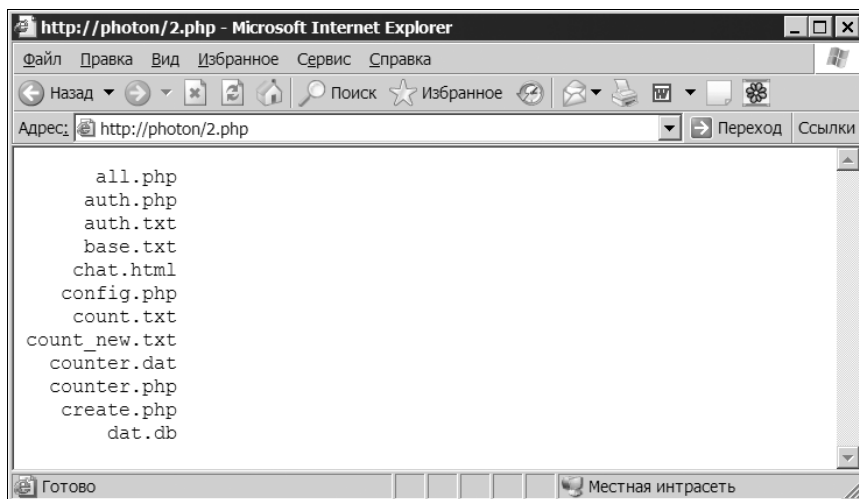 http://photon/2.php - Microsoft Internet Explorer
Файл Правка Вид Избранное Сервис Справка
Назад Поиск Избранное
Адрес: http://photon/2.php Переход Ссылки
all.php
auth.php
auth.txt
base.txt
chat.html
config.php
count.txt
count_new.txt
counter.dat
counter.php
create.php
dat.db
Готово Местная интрасеть